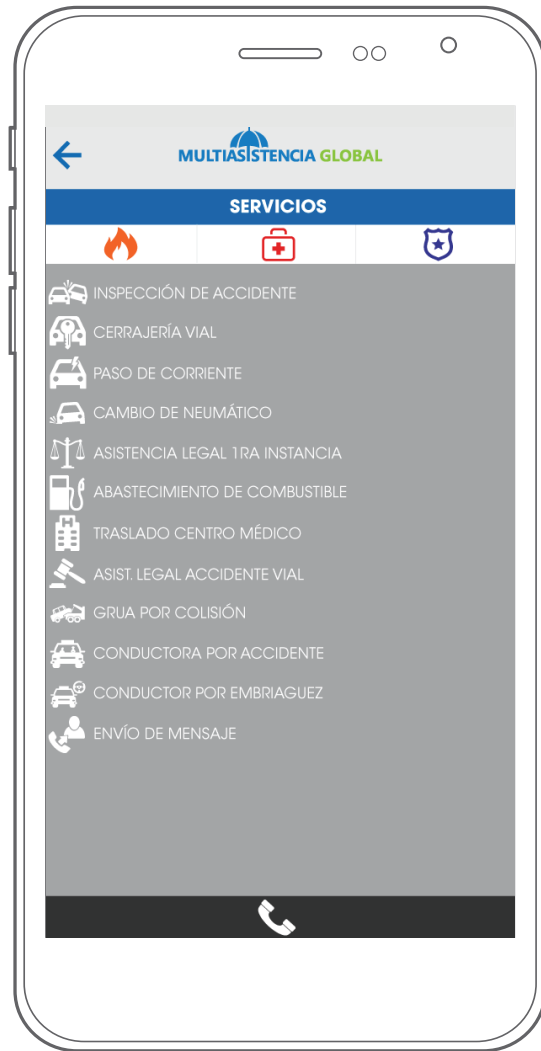 MULTIASISTENCIA GLOBAL
SERVICIOS
INSPECCIÓN DE ACCIDENTE
CERRAJERÍA VIAL
PASO DE CORRIENTE
CAMBIO DE NEUMÁTICO
ASISTENCIA LEGAL 1RA INSTANCIA
ABASTECIMIENTO DE COMBUSTIBLE
TRASLADO CENTRO MÉDICO
ASIST. LEGAL ACCIDENTE VIAL
GRUA POR COLISIÓN
CONDUCTORA POR ACCIDENTE
CONDUCTOR POR EMBRIAGUEZ
ENVÍO DE MENSAJE